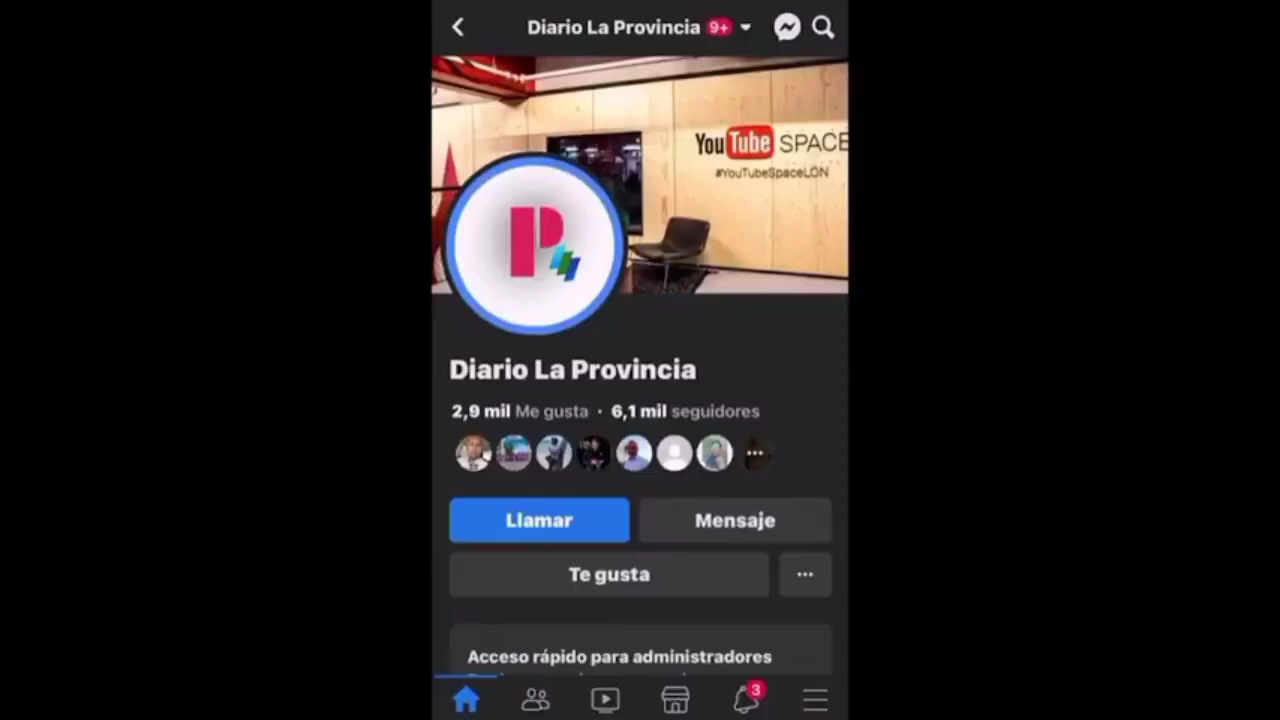 Diario La Provincia 9+
YouTube SPACE
#YouTubeSpaceLON
P
Diario La Provincia
2,9 mil Me gusta · 6,1 mil seguidores
Llamar Mensaje
Te gusta ...
Acceso rápido para administradores
3